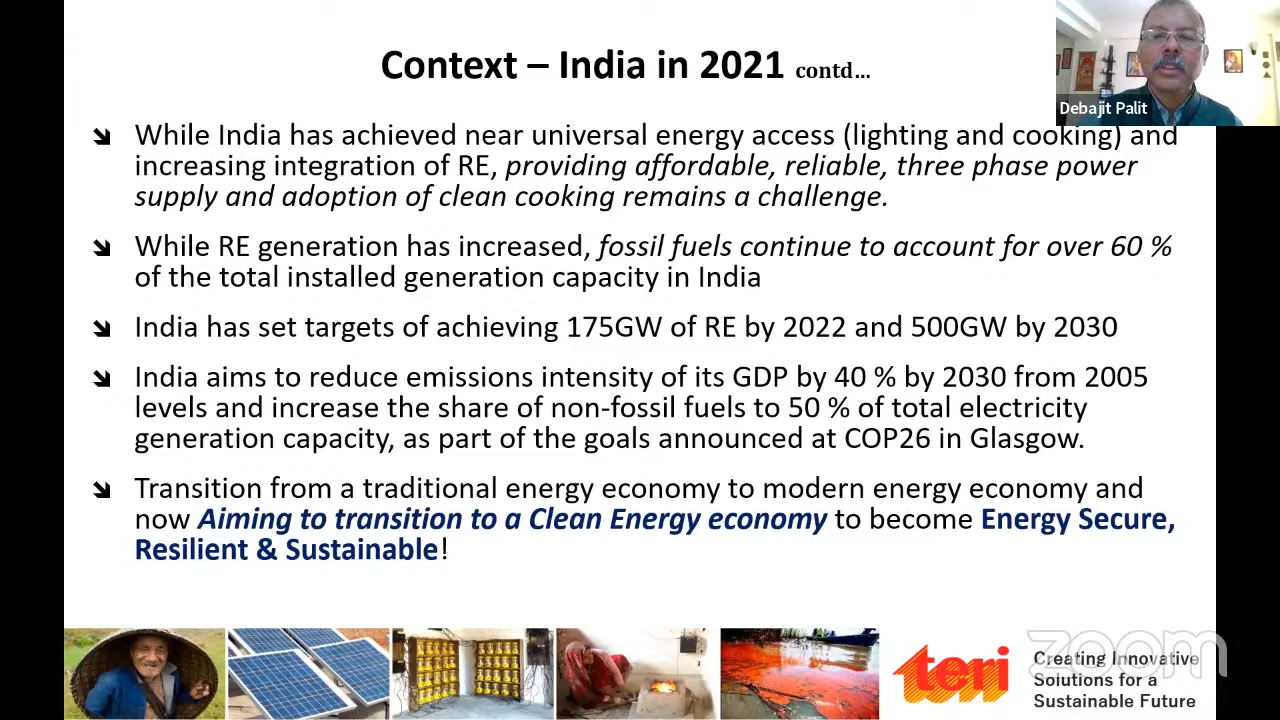 Context – India in 2021 contd...
Debajit Palit
While India has achieved near universal energy access (lighting and cooking) and
increasing integration of RE, providing affordable, reliable, three phase power
supply and adoption of clean cooking remains a challenge.
While RE generation has increased, fossil fuels continue to account for over 60 %
of the total installed generation capacity in India
India has set targets of achieving 175GW of RE by 2022 and 500GW by 2030
India aims to reduce emissions intensity of its GDP by 40 % by 2030 from 2005
levels and increase the share of non-fossil fuels to 50 % of total electricity
generation capacity, as part of the goals announced at COP26 in Glasgow.
Transition from a traditional energy economy to modern energy economy and
now Aiming to transition to a Clean Energy economy to become Energy Secure,
Resilient & Sustainable!
teri
zoom
Creating Innovative
Solutions for a
Sustainable Future